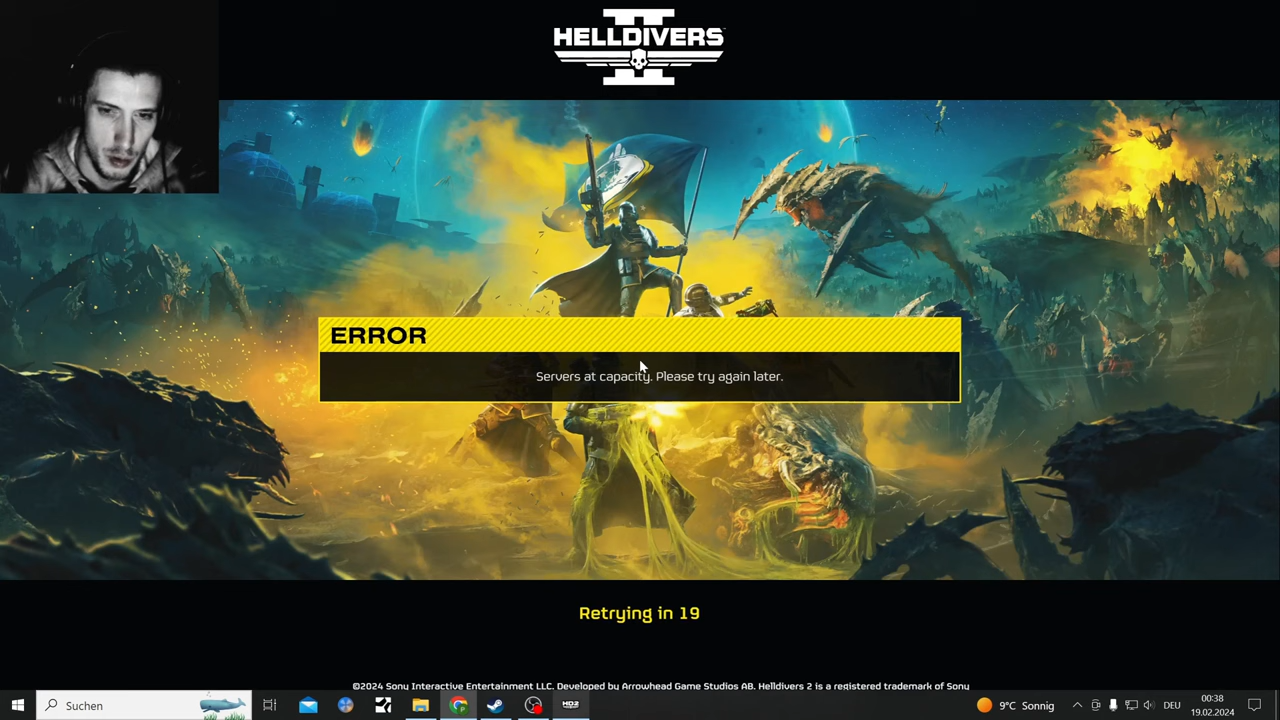 HELLDIVERS
II
ERROR
Servers at capacity. Please try again later.
Retrying in 19
©2024 Sony Interactive Entertainment LLC. Developed by Arrowhead Game Studios AB. Helldivers 2 is a registered trademark of Sony
Suchen
HD2
9°C Sonnig
DEU
00:38
19.02.2024